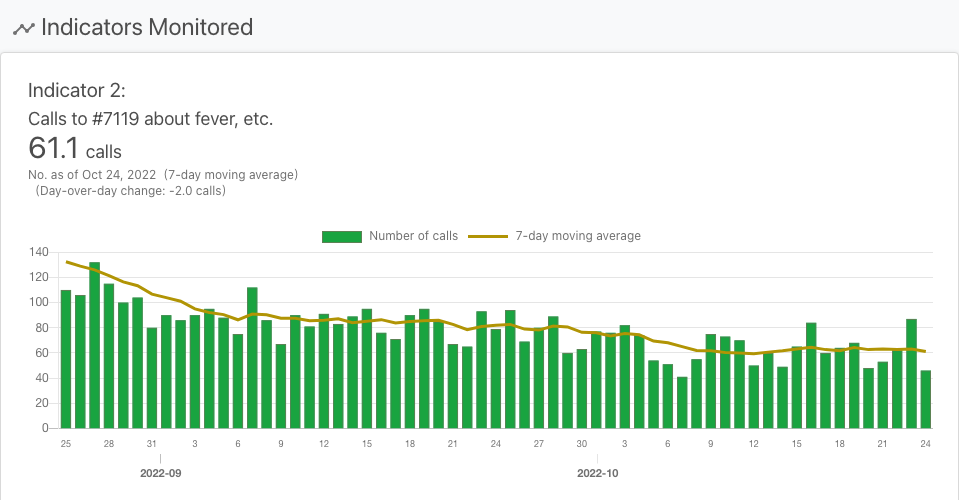 Indicators Monitored
Indicator 2:
Calls to #7119 about fever, etc.
61.1 calls
No. as of Oct 24, 2022 (7-day moving average)
(Day-over-day change: -2.0 calls)
Number of calls 7-day moving average
140
120
100
80
60
40
20
0
25 28 31 3 6 9 12 15 18 21 24 27 30 3 6 9 12 15 18 21 24
2022-09 2022-10